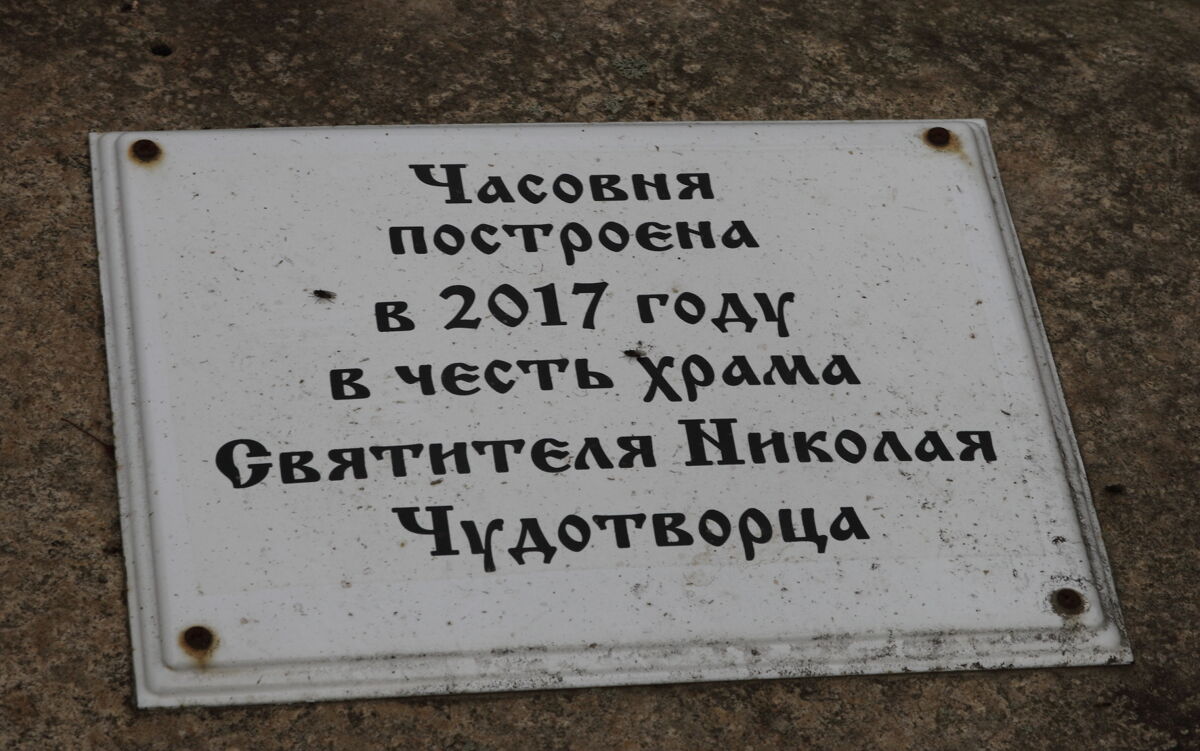 Часовня
построена
в 2017 году
в честь храма
Святителя Николая
Чудотворца